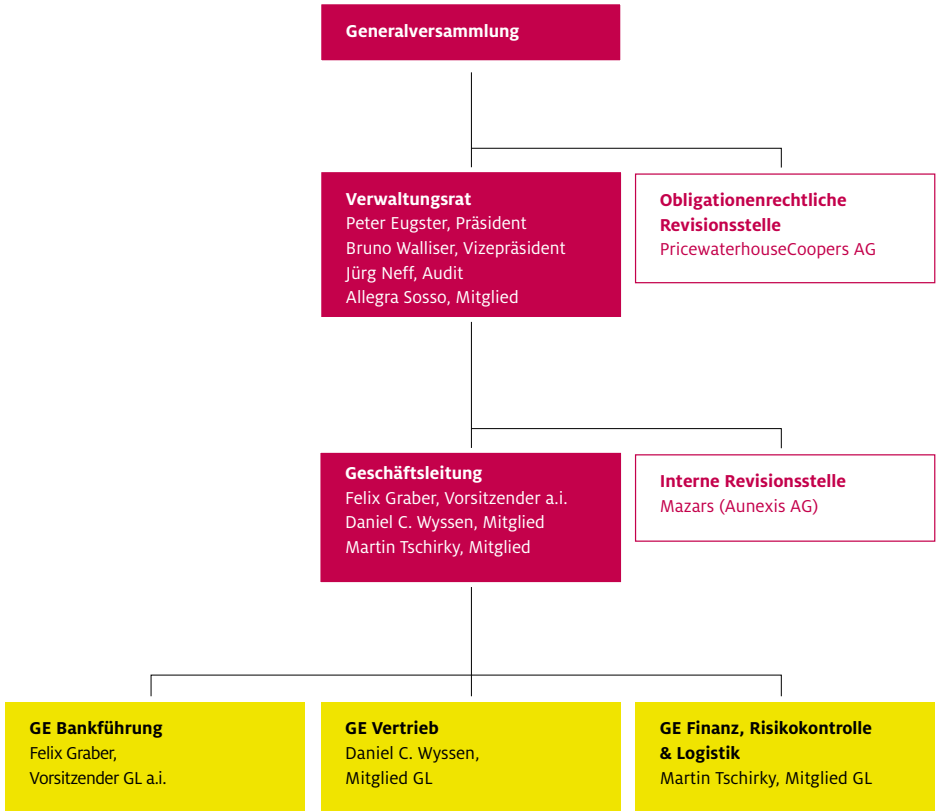 Generalversammlung
Verwaltungsrat
Peter Eugster, Präsident
Bruno Walliser, Vizepräsident
Jürg Neff, Audit
Allegra Sosso, Mitglied
Obligationenrechtliche
Revisionsstelle
PricewaterhouseCoopers AG
Geschäftsleitung
Felix Graber, Vorsitzender a.i.
Daniel C. Wyssen, Mitglied
Martin Tschirky, Mitglied
Interne Revisionsstelle
Mazars (Aunexis AG)
GE Bankführung
Felix Graber,
Vorsitzender GL a.i.
GE Vertrieb
Daniel C. Wyssen,
Mitglied GL
GE Finanz, Risikokontrolle
& Logistik
Martin Tschirky, Mitglied GL